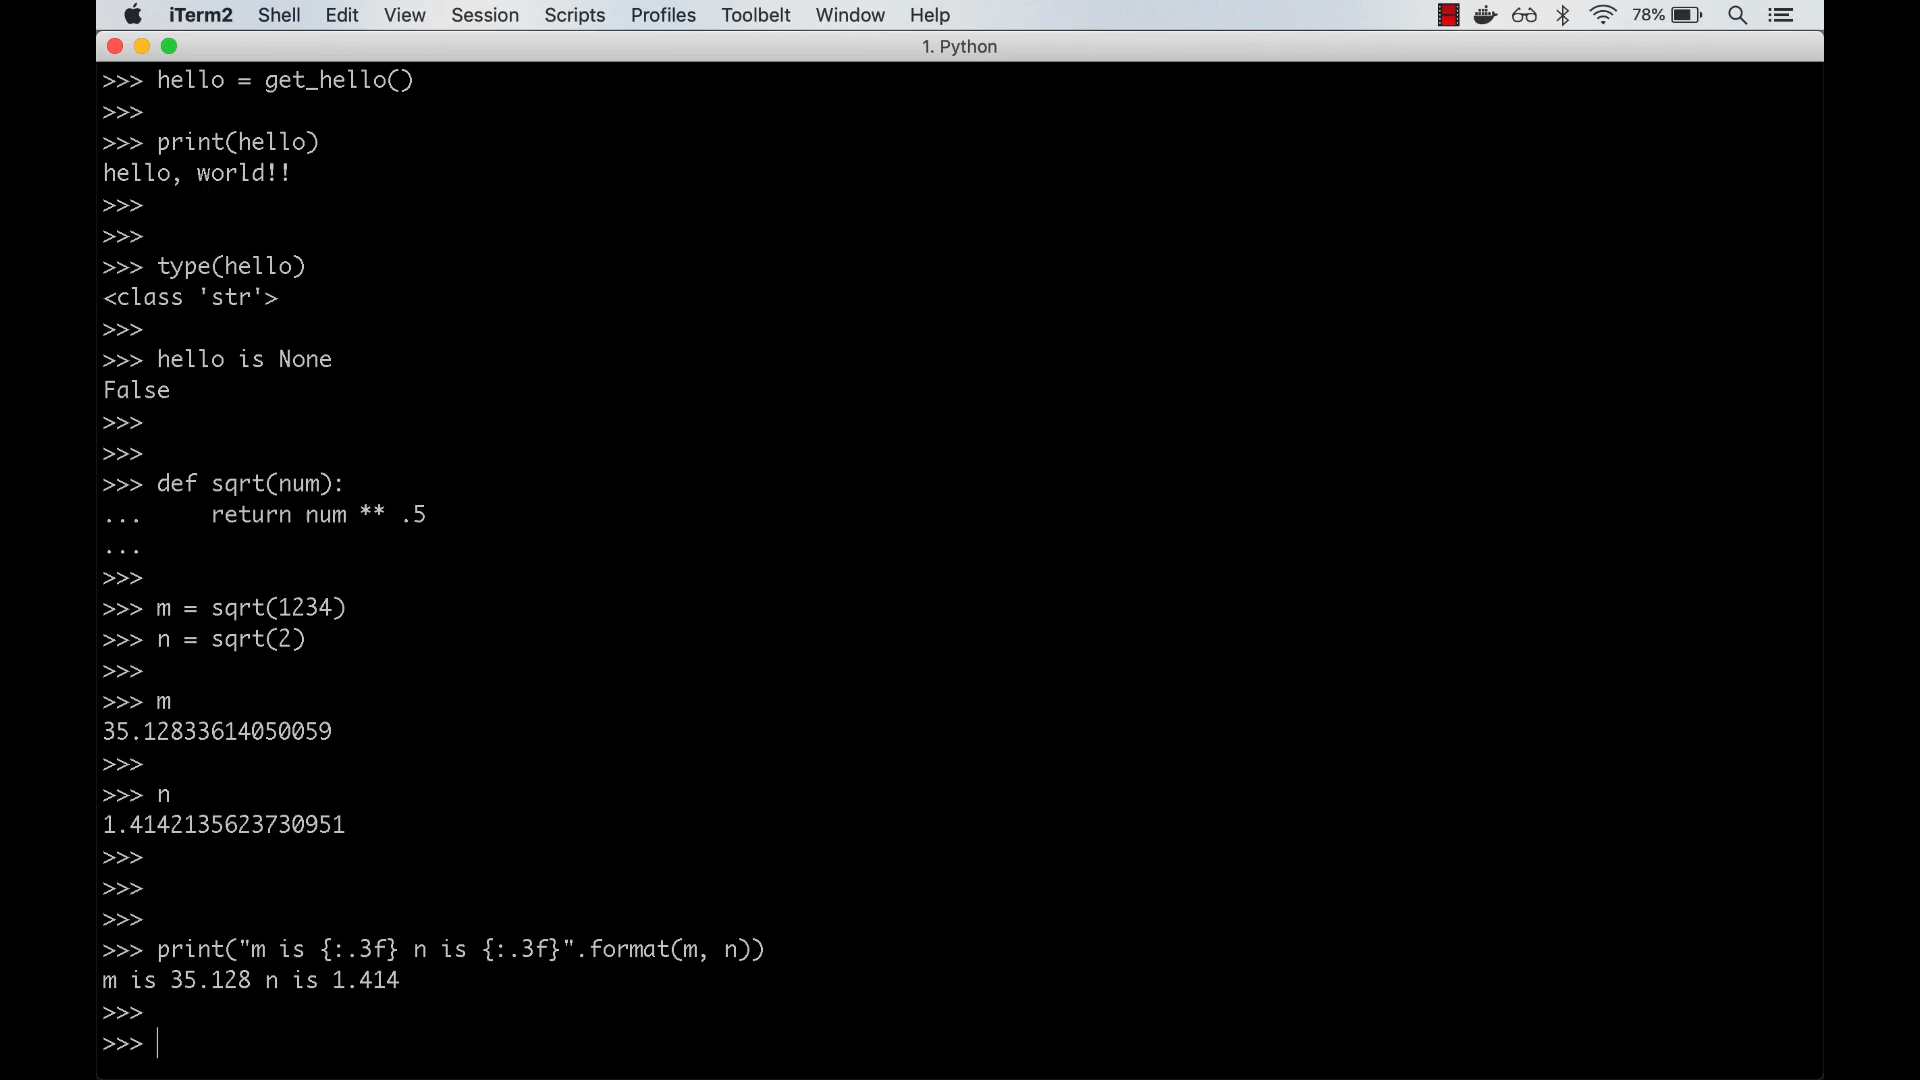 iTerm2 Shell Edit View Session Scripts Profiles Toolbelt Window Help 78%
1. Python
>>> hello = get_hello()
>>>
>>> print(hello)
hello, world!!
>>>
>>>
>>> type(hello)
<class 'str'>
>>>
>>> hello is None
False
>>>
>>>
>>> def sqrt(num):
...     return num ** .5
...
>>>
>>> m = sqrt(1234)
>>> n = sqrt(2)
>>>
>>> m
35.12833614050059
>>>
>>> n
1.4142135623730951
>>>
>>>
>>>
>>> print("m is {:.3f} n is {:.3f}".format(m, n))
m is 35.128 n is 1.414
>>>
>>>